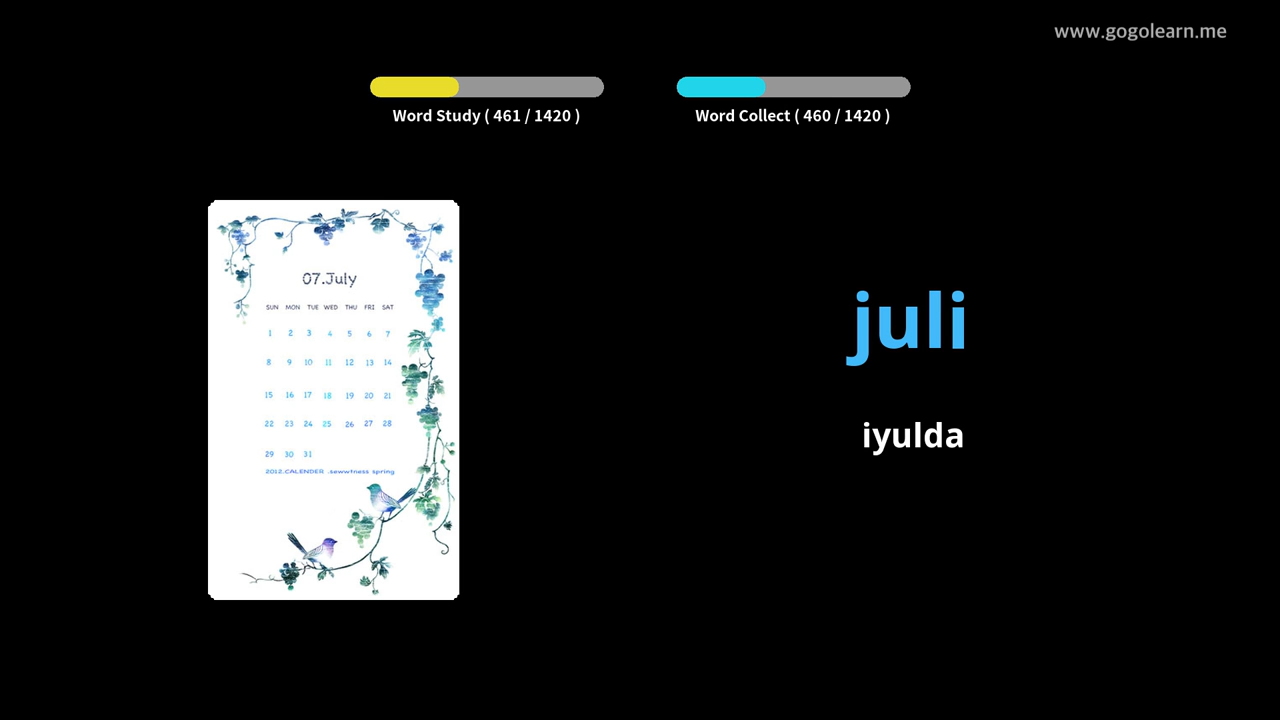 www.gogolearn.me
Word Study ( 461 / 1420 )
Word Collect ( 460 / 1420 )
07.July
SUN MON TUE WED THU FRI SAT
1 2 3 4 5 6 7
8 9 10 11 12 13 14
15 16 17 18 19 20 21
22 23 24 25 26 27 28
29 30 31
2012.CALENDER .sewwtness spring
juli
iyulda